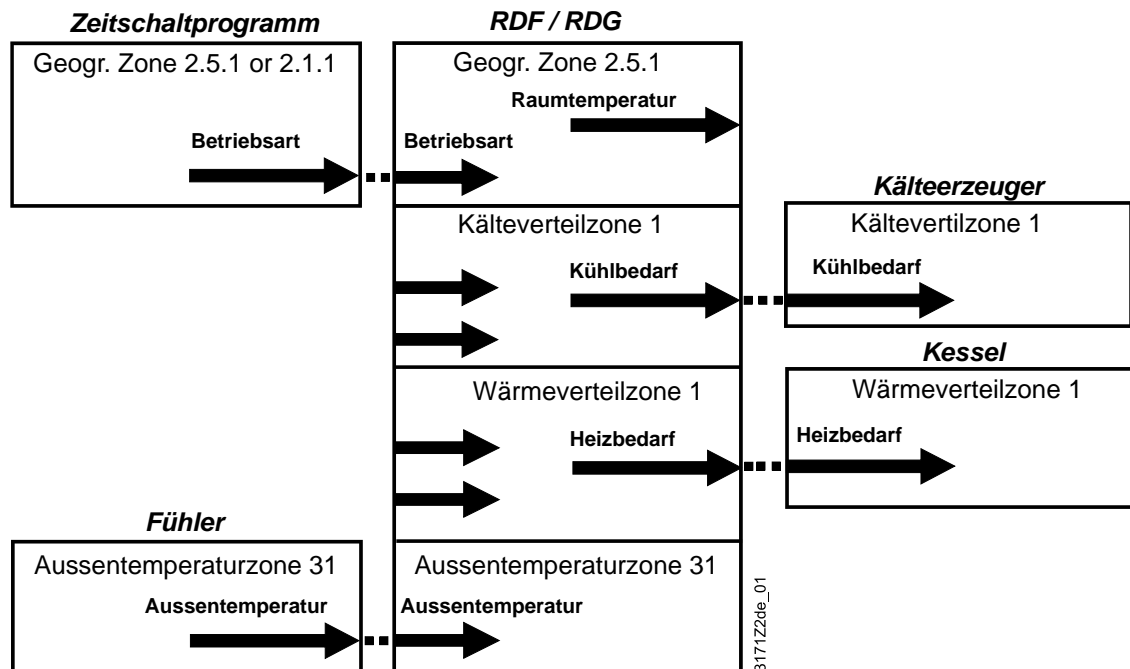 Zeitschaltprogramm
Geogr. Zone 2.5.1 or 2.1.1
Betriebsart
RDF / RDG
Geogr. Zone 2.5.1
Raumtemperatur
Betriebsart
Kälteverteilzone 1
Kühlbedarf
Kälteerzeuger
Kältevertilzone 1
Kühlbedarf
Wärmeverteilzone 1
Heizbedarf
Kessel
Wärmeverteilzone 1
Heizbedarf
Fühler
Aussentemperaturzone 31
Aussentemperatur
Aussentemperaturzone 31
Aussentemperatur
3171Z2de_01